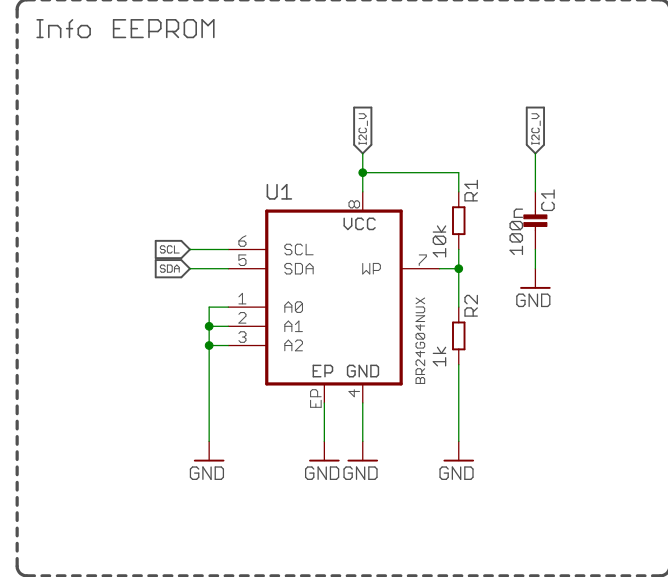 Info EEPROM
I2C_V
I2C_V
U1
8
VCC
R1
10k
C1
100n
SCL
6
SCL
SDA
5
SDA
WP
7
GND
1
A0
2
A1
3
A2
R2
1k
BR24G04NUX
EP GND
EP
4
GND
GND
GND
GND